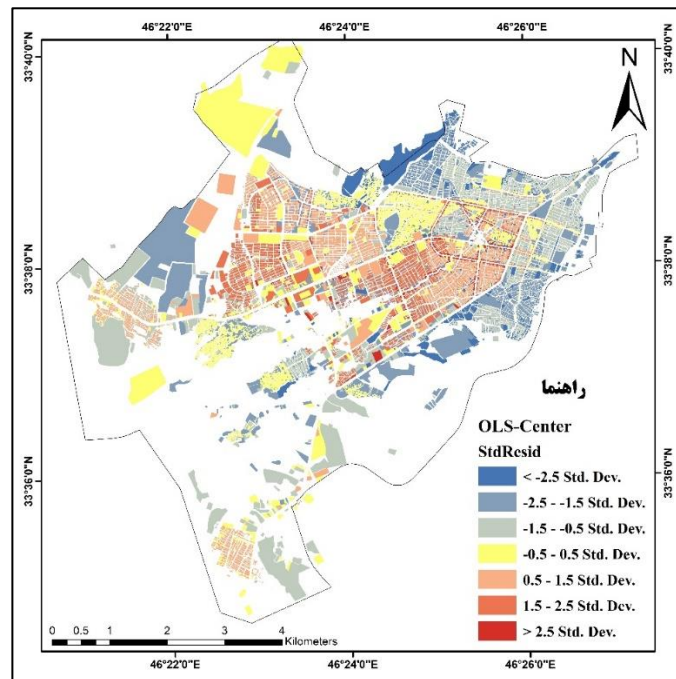 46°22'0"E 46°24'0"E 46°26'0"E
33°40'0"N 33°40'0"N
N
33°38'0"N 33°38'0"N
33°36'0"N 33°36'0"N
راهنما
OLS-Center
StdResid
< -2.5 Std. Dev.
-2.5 - -1.5 Std. Dev.
-1.5 - -0.5 Std. Dev.
-0.5 - 0.5 Std. Dev.
0.5 - 1.5 Std. Dev.
1.5 - 2.5 Std. Dev.
> 2.5 Std. Dev.
0 0.5 1 2 3 4
Kilometers
46°22'0"E 46°24'0"E 46°26'0"E